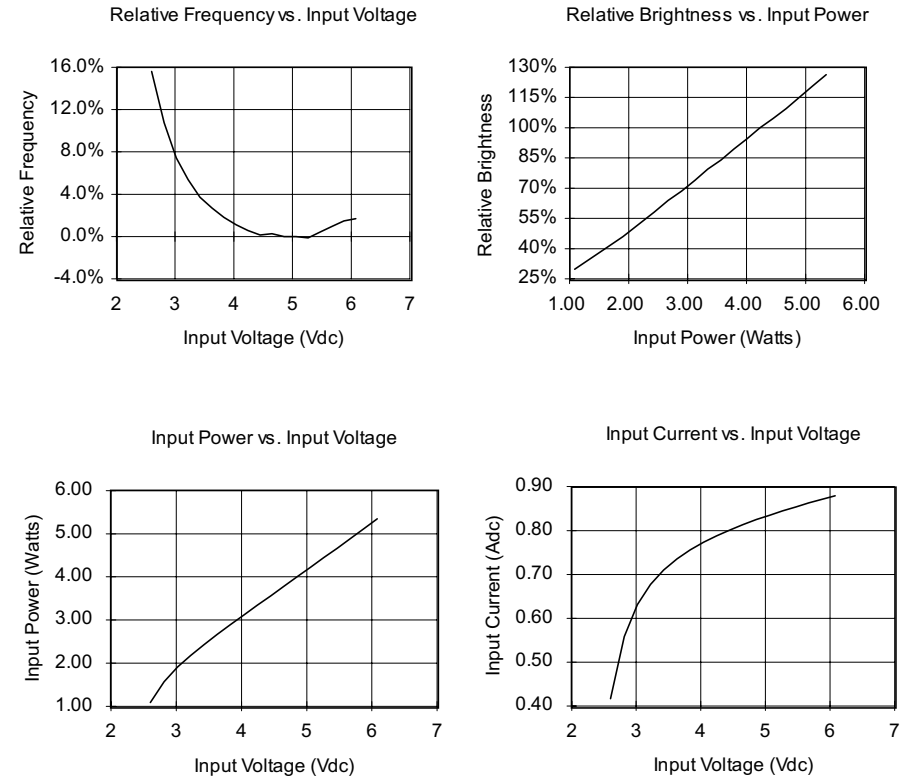 Relative Frequency vs. Input Voltage
16.0%
12.0%
8.0%
4.0%
0.0%
-4.0%
Relative Frequency
2 3 4 5 6 7
Input Voltage (Vdc)
Relative Brightness vs. Input Power
130%
115%
100%
85%
70%
55%
40%
25%
Relative Brightness
1.00 2.00 3.00 4.00 5.00 6.00
Input Power (Watts)
Input Power vs. Input Voltage
6.00
5.00
4.00
3.00
2.00
1.00
Input Power (Watts)
2 3 4 5 6 7
Input Voltage (Vdc)
Input Current vs. Input Voltage
0.90
0.80
0.70
0.60
0.50
0.40
Input Current (Adc)
2 3 4 5 6 7
Input Voltage (Vdc)